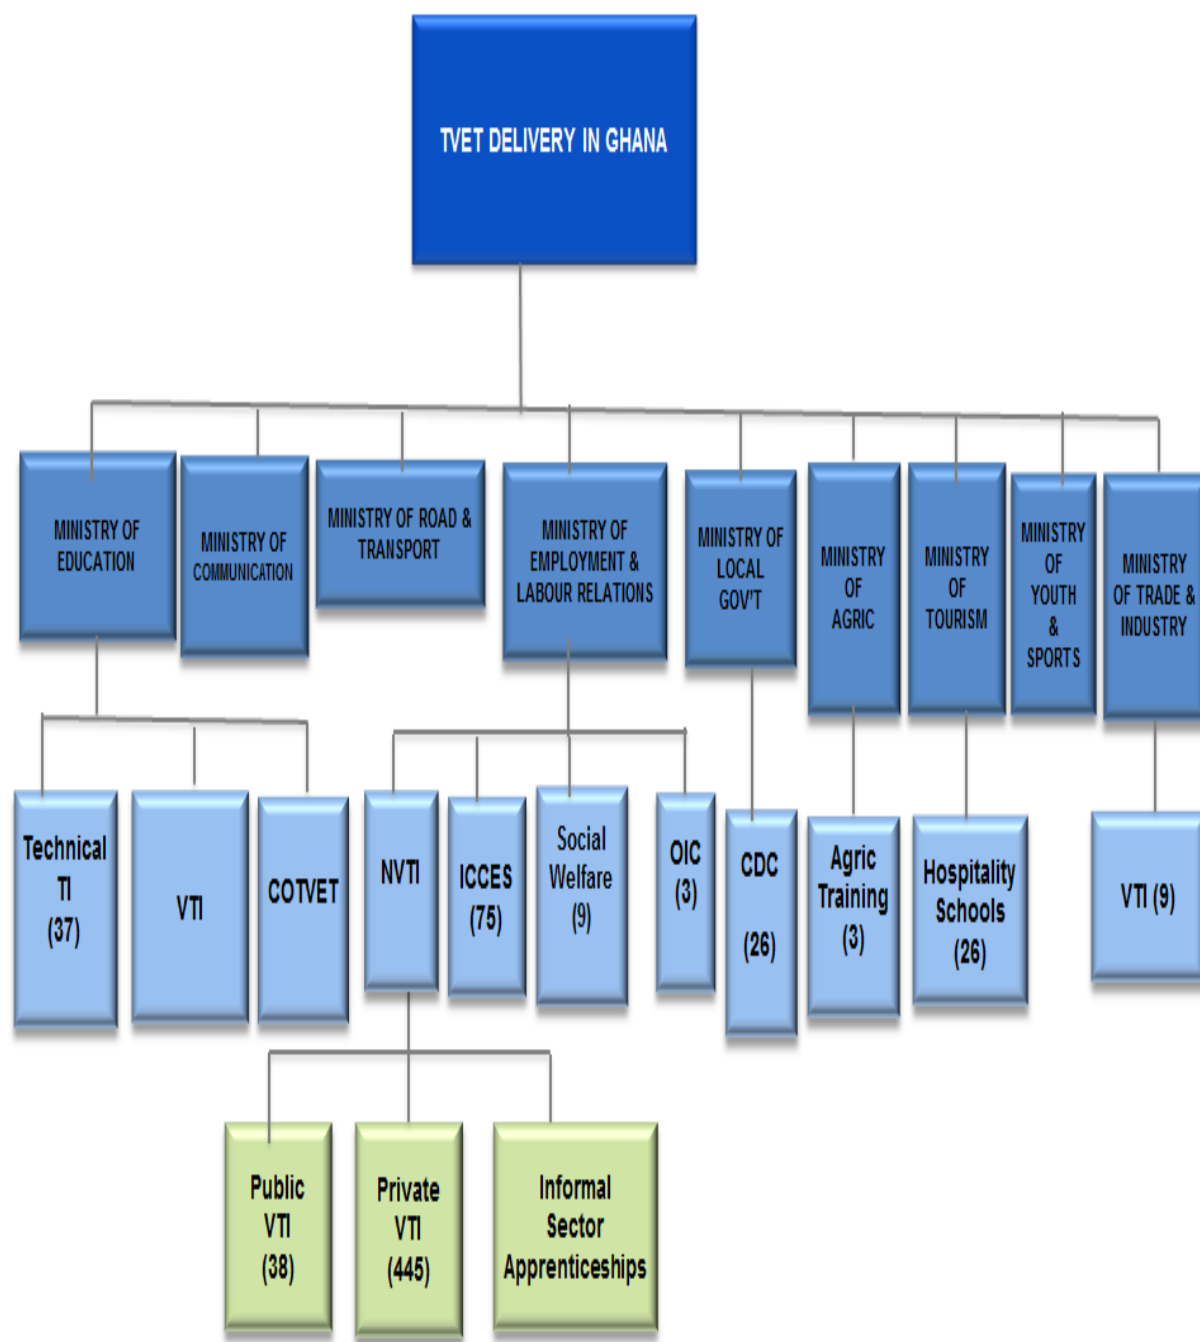 TVET DELIVERY IN GHANA
MINISTRY OF
EDUCATION
MINISTRY OF
COMMUNICATION
MINISTRY OF ROAD &
TRANSPORT
MINISTRY OF
EMPLOYMENT &
LABOUR RELATIONS
MINISTRY OF
LOCAL
GOV'T
MINISTRY
OF
AGRIC
MINISTRY
OF
TOURISM
MINISTRY
OF
YOUTH
&
SPORTS
MINISTRY
OF TRADE &
INDUSTRY
Technical
TI
(37)
VTI
COTVET
NVTI
ICCES
(75)
Social
Welfare
(9)
OIC
(3)
CDC
(26)
Agric
Training
(3)
Hospitality
Schools
(26)
VTI (9)
Public
VTI
(38)
Private
VTI
(445)
Informal
Sector
Apprenticeships